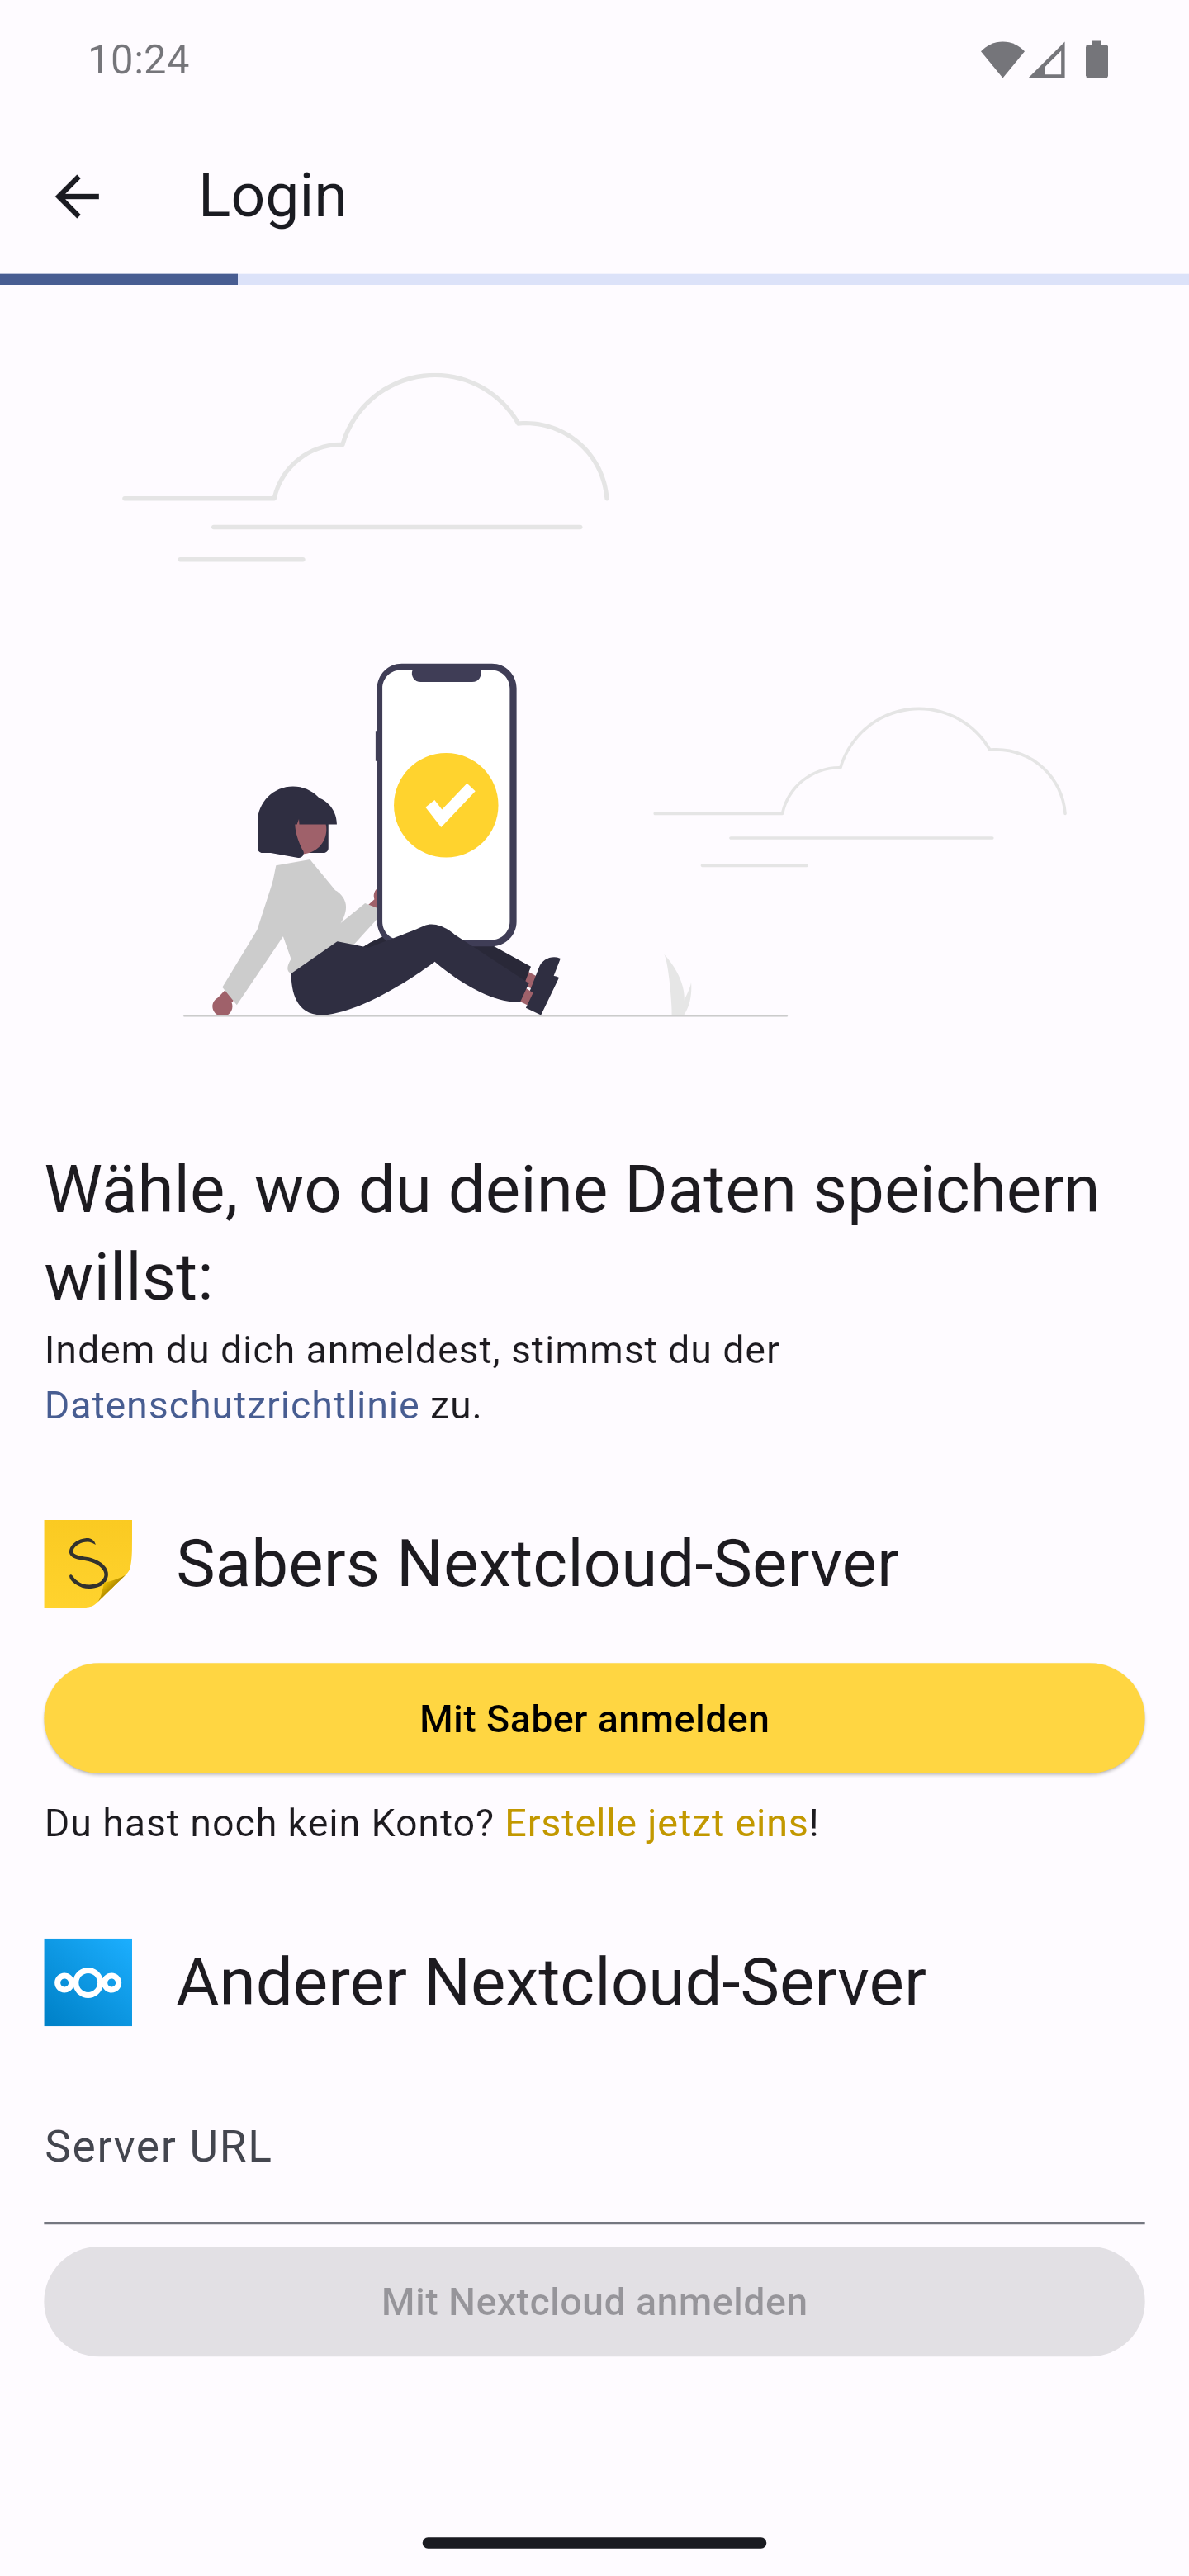 10:24
Login
Wähle, wo du deine Daten speichern
willst:
Indem du dich anmeldest, stimmst du der
Datenschutzrichtlinie zu.
S
Sabers Nextcloud-Server
Mit Saber anmelden
Du hast noch kein Konto? Erstelle jetzt eins!
Anderer Nextcloud-Server
Server URL
Mit Nextcloud anmelden